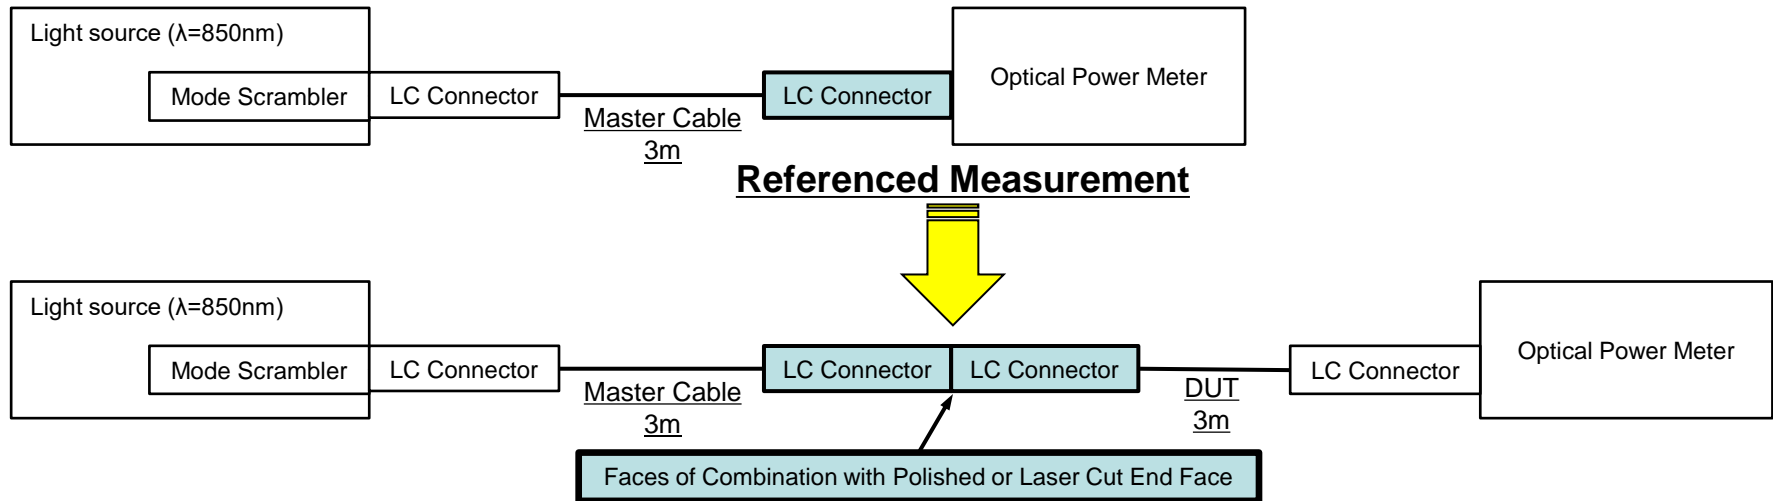 Light source (λ=850nm)
Mode Scrambler
LC Connector
Master Cable
3m
LC Connector
Optical Power Meter
Referenced Measurement
Light source (λ=850nm)
Mode Scrambler
LC Connector
Master Cable
3m
LC Connector
LC Connector
DUT
3m
LC Connector
Optical Power Meter
Faces of Combination with Polished or Laser Cut End Face